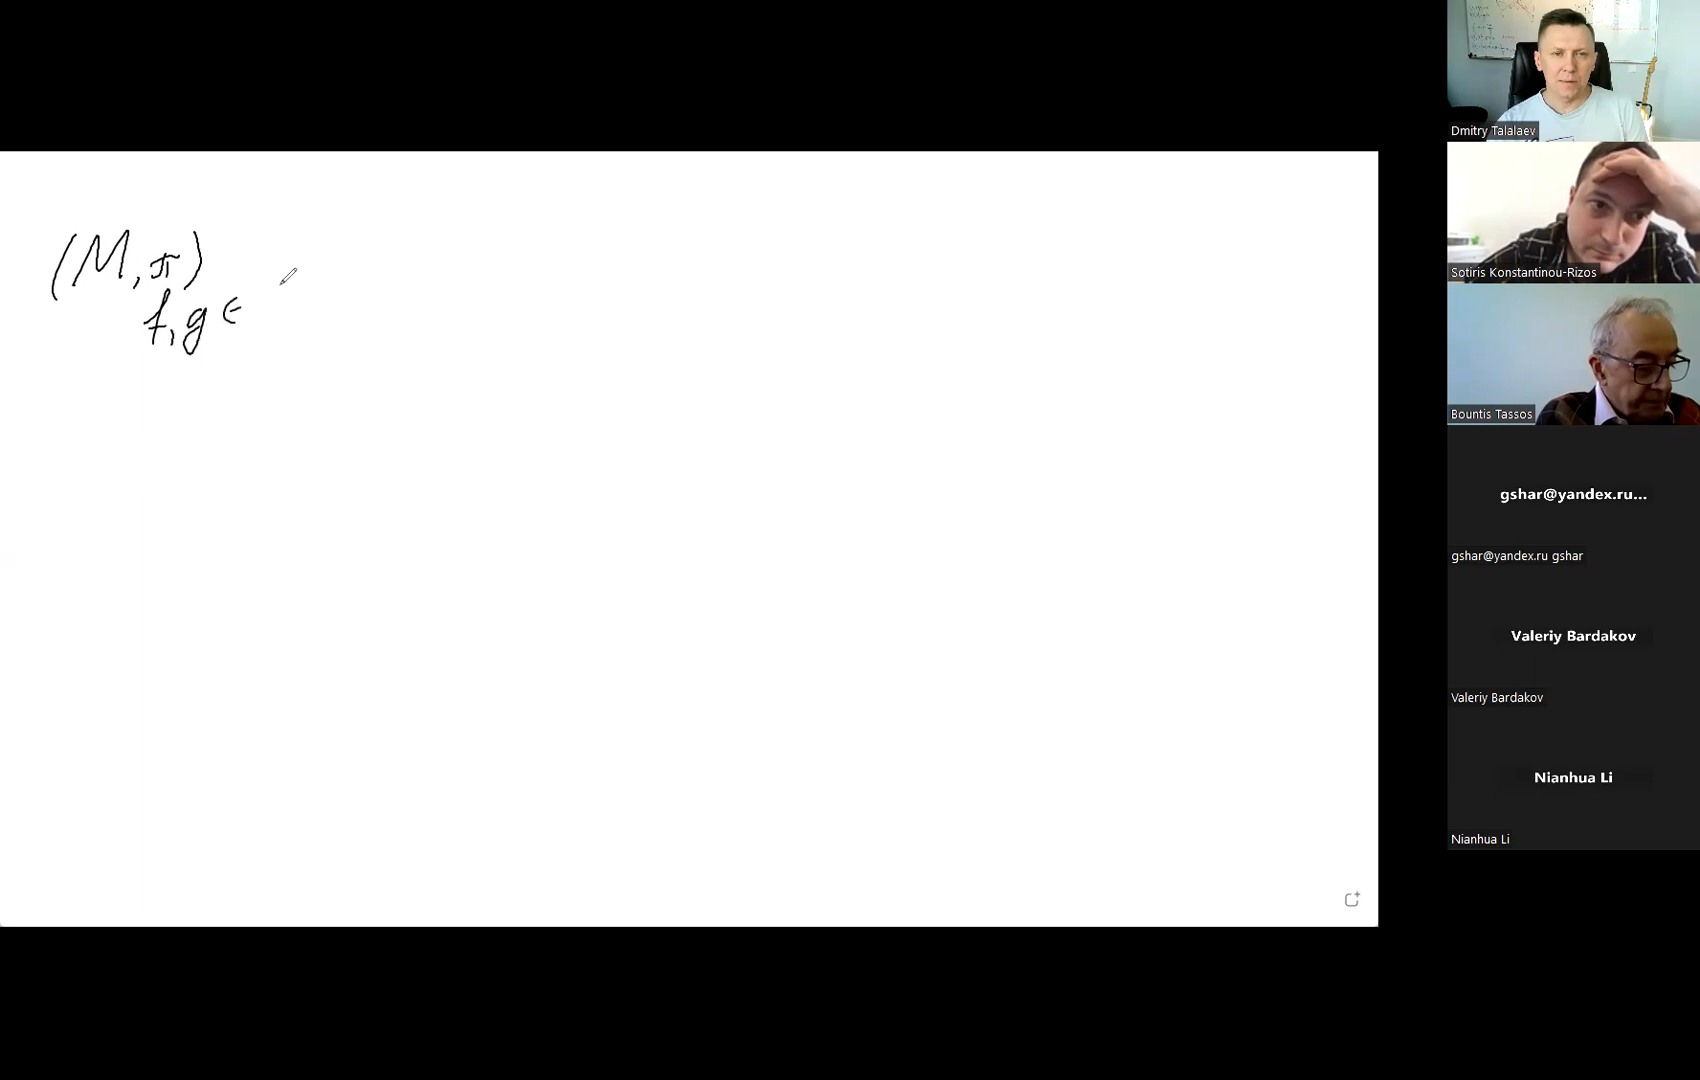 (M, π)
f, g ∈
Dmitry Talalaev
Sotiris Konstantinou-Rizos
Bountis Tassos
gshar@yandex.ru...
gshar@yandex.ru gshar
Valeriy Bardakov
Valeriy Bardakov
Nianhua Li
Nianhua Li